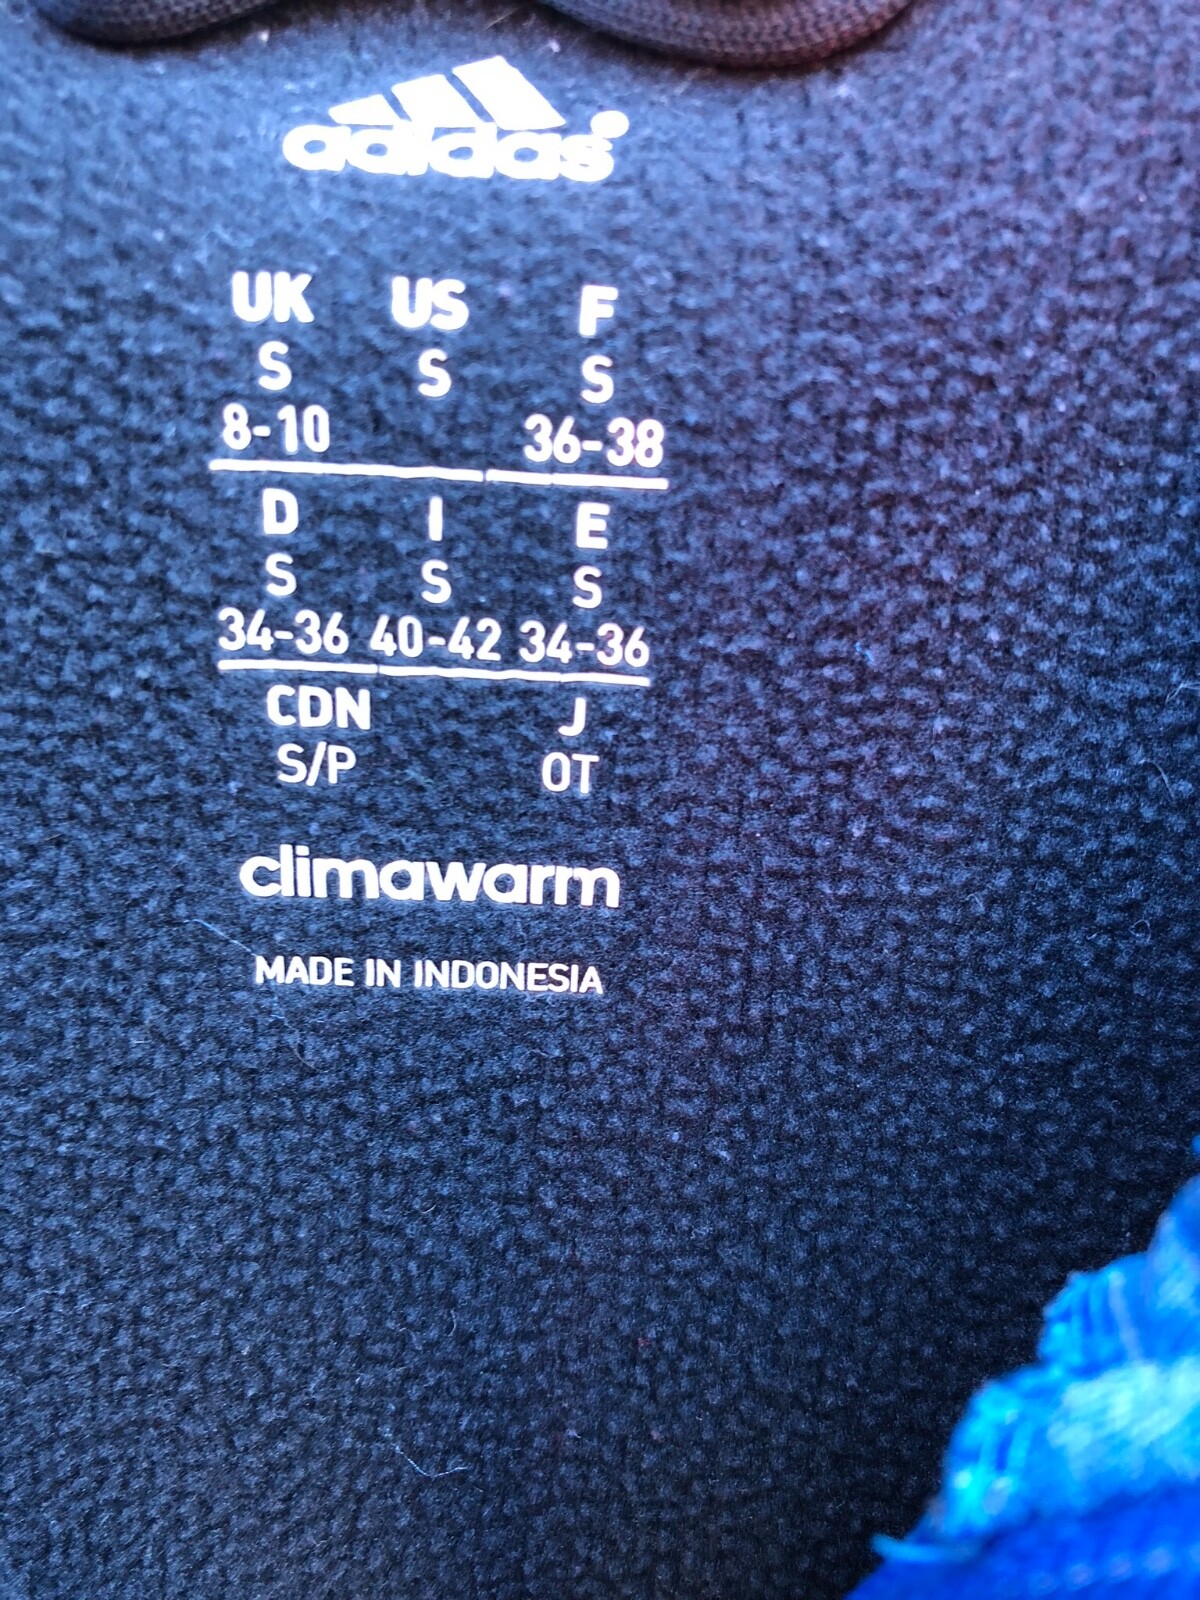 adidas
UK US F
S S S
8-10 36-38
D I E
S S S
34-36 40-42 34-36
CDN J
S/P OT
climawarm
MADE IN INDONESIA